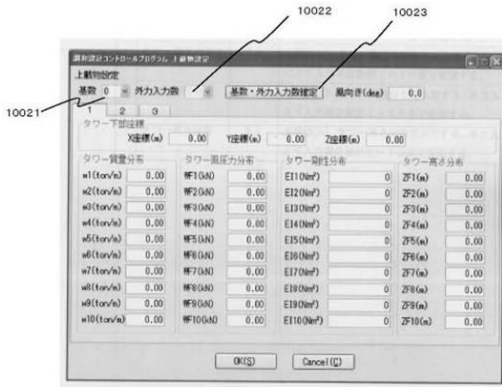 10022
10023
調和設計コントロールプログラム 上載物設定
上載物設定
基数 0 外力入力数 基数・外力入力数確定 風向き(deg) 0.0
10021
1 2 3
タワー下部座標
X座標(m) 0.00 Y座標(m) 0.00 Z座標(m) 0.00
タワー質量分布 タワー風圧力分布 タワー剛性分布 タワー高さ分布
w1(ton/m) 0.00 WF1(kN) 0.00 EI1(Nm²) 0 ZF1(m) 0.00
w2(ton/m) 0.00 WF2(kN) 0.00 EI2(Nm²) 0 ZF2(m) 0.00
w3(ton/m) 0.00 WF3(kN) 0.00 EI3(Nm²) 0 ZF3(m) 0.00
w4(ton/m) 0.00 WF4(kN) 0.00 EI4(Nm²) 0 ZF4(m) 0.00
w5(ton/m) 0.00 WF5(kN) 0.00 EI5(Nm²) 0 ZF5(m) 0.00
w6(ton/m) 0.00 WF6(kN) 0.00 EI6(Nm²) 0 ZF6(m) 0.00
w7(ton/m) 0.00 WF7(kN) 0.00 EI7(Nm²) 0 ZF7(m) 0.00
w8(ton/m) 0.00 WF8(kN) 0.00 EI8(Nm²) 0 ZF8(m) 0.00
w9(ton/m) 0.00 WF9(kN) 0.00 EI9(Nm²) 0 ZF9(m) 0.00
w10(ton/m) 0.00 WF10(kN) 0.00 EI10(Nm²) 0 ZF10(m) 0.00
OK(S) Cancel(C)